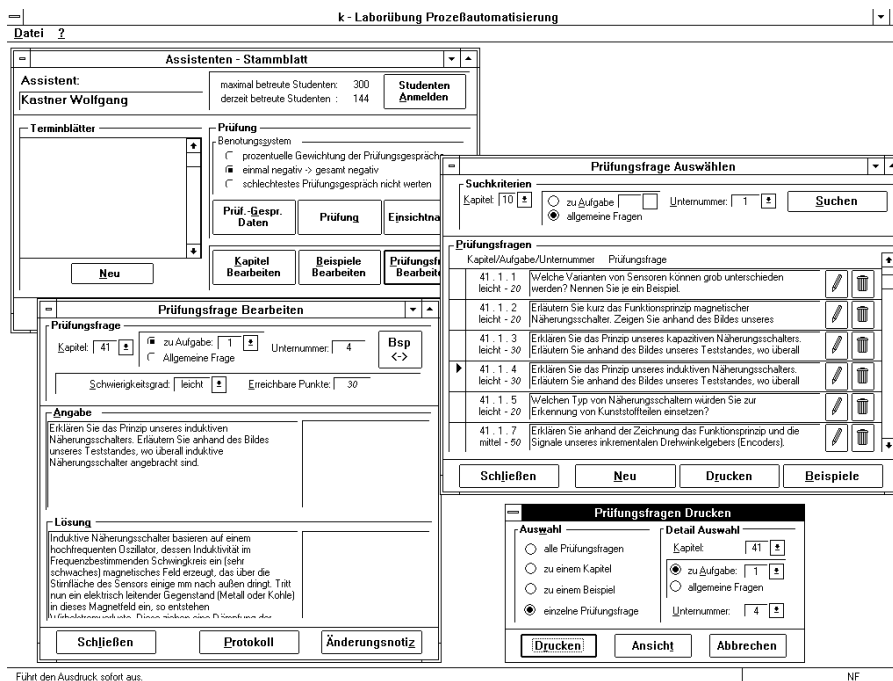 k - Laborübung Prozeßautomatisierung
Datei ?
Assistenten - Stammblatt
Assistent:
Kastner Wolfgang
maximal betreute Studenten: 300
derzeit betreute Studenten : 144
Studenten
Anmelden
Terminblätter
Neu
Prüfung
Benotungssystem
prozentuelle Gewichtung der Prüfungsgespräche
einmal negativ -> gesamt negativ
schlechtestes Prüfungsgespräch nicht werten
Prüf.-Gespr.
Daten
Prüfung
Einsichtna
Kapitel
Bearbeiten
Beispiele
Bearbeiten
Prüfungsfr
Bearbeite
Prüfungsfrage Auswählen
Suchkriterien
Kapitel: 10
zu Aufgabe
allgemeine Fragen
Unternummer: 1
Suchen
Prüfungsfragen
Kapitel/Aufgabe/Unternummer Prüfungsfrage
41 . 1 . 1 Welche Varianten von Sensoren können grob unterschieden
leicht - 20 werden? Nennen Sie je ein Beispiel.
41 . 1 . 2 Erläutern Sie kurz das Funktionsprinzip magnetischer
leicht - 20 Näherungsschalter. Zeigen Sie anhand des Bildes unseres
41 . 1 . 3 Erklären Sie das Prinzip unseres kapazitiven Näherungsschalters.
leicht - 30 Erläutern Sie anhand des Bildes unseres Teststandes, wo überall
41 . 1 . 4 Erklären Sie das Prinzip unseres induktiven Näherungsschalters.
leicht - 30 Erläutern Sie anhand des Bildes unseres Teststandes, wo überall
41 . 1 . 5 Welchen Typ von Näherungsschaltern würden Sie zur
leicht - 20 Erkennung von Kunststoffteilen einsetzen?
41 . 1 . 7 Erklären Sie anhand der Zeichnung das Funktionsprinzip und die
mittel - 50 Signale unseres inkrementalen Drehwinkelgebers (Encoders).
Schließen
Neu
Drucken
Beispiele
Prüfungsfrage Bearbeiten
Prüfungsfrage
Kapitel: 41
zu Aufgabe: 1
Allgemeine Frage
Unternummer: 4
Bsp
<->
Schwierigkeitsgrad: leicht
Erreichbare Punkte: 30
Angabe
Erklären Sie das Prinzip unseres induktiven
Näherungsschalters. Erläutern Sie anhand des Bildes
unseres Teststandes, wo überall induktive
Näherungsschalter angebracht sind.
Lösung
Induktive Näherungsschalter basieren auf einem
hochfrequenten Oszillator, dessen Induktivität im
Frequenzbestimmenden Schwingkreis ein (sehr
schwaches) magnetisches Feld erzeugt, das über die
Stirnfläche des Sensors einige mm nach außen dringt. Tritt
nun ein elektrisch leitender Gegenstand (Metall oder Kohle)
in dieses Magnetfeld ein, so entstehen
Wirbelstromverluste. Diese ziehen eine Dämpfung der
Schließen
Protokoll
Änderungsnotiz
Prüfungsfragen Drucken
Auswahl
alle Prüfungsfragen
zu einem Kapitel
zu einem Beispiel
einzelne Prüfungsfrage
Detail Auswahl
Kapitel: 41
zu Aufgabe: 1
allgemeine Fragen
Unternummer: 4
Drucken
Ansicht
Abbrechen
Führt den Ausdruck sofort aus.
NF